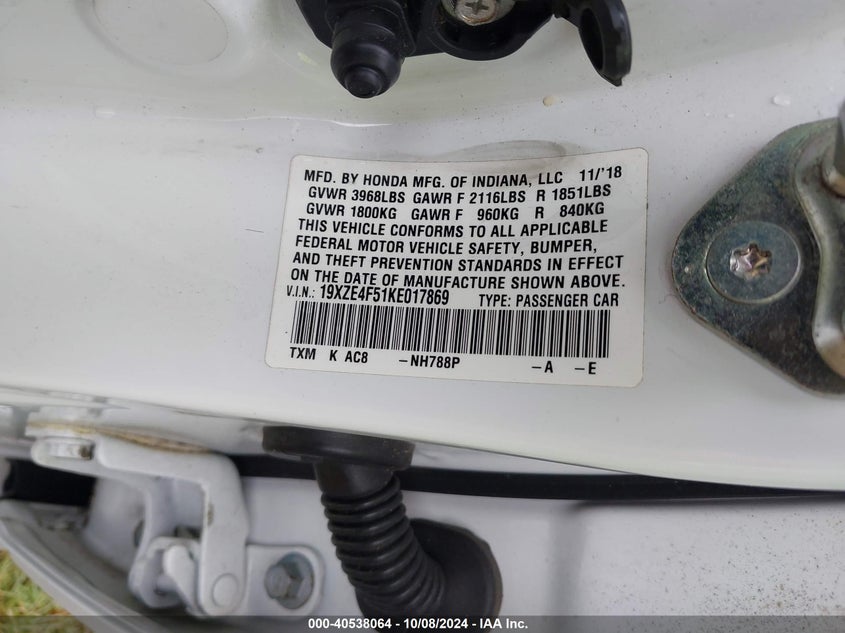 MFD. BY HONDA MFG. OF INDIANA, LLC 11/'18
GVWR 3968LBS GAWR F 2116LBS R 1851LBS
GVWR 1800KG GAWR F 960KG R 840KG
THIS VEHICLE CONFORMS TO ALL APPLICABLE
FEDERAL MOTOR VEHICLE SAFETY, BUMPER,
AND THEFT PREVENTION STANDARDS IN EFFECT
ON THE DATE OF MANUFACTURE SHOWN ABOVE.
V.I.N.: 19XZE4F51KE017869 TYPE: PASSENGER CAR
TXM K AC8 –NH788P –A –E
000-40538064 - 10/08/2024 - IAA Inc.